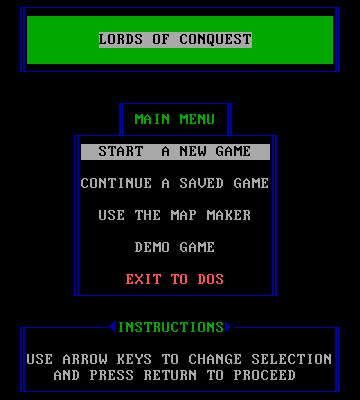 LORDS OF CONQUEST
MAIN MENU
START A NEW GAME
CONTINUE A SAVED GAME
USE THE MAP MAKER
DEMO GAME
EXIT TO DOS
INSTRUCTIONS
USE ARROW KEYS TO CHANGE SELECTION
AND PRESS RETURN TO PROCEED